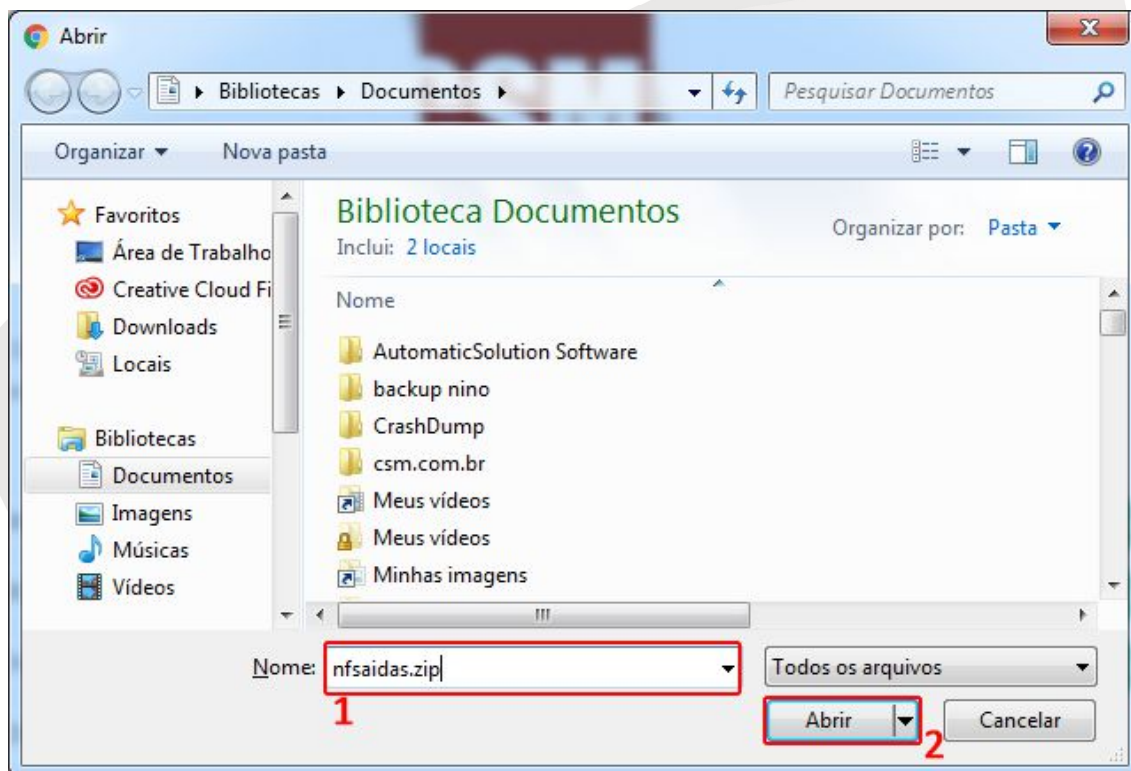 Abrir
Bibliotecas Documentos
Pesquisar Documentos
Organizar Nova pasta
Favoritos
Área de Trabalho
Creative Cloud Fi
Downloads
Locais
Bibliotecas
Documentos
Imagens
Músicas
Vídeos
Biblioteca Documentos
Inclui: 2 locais
Organizar por: Pasta
Nome
AutomaticSolution Software
backup nino
CrashDump
csm.com.br
Meus vídeos
Meus vídeos
Minhas imagens
Nome: nfsaidas.zip
Todos os arquivos
1
Abrir
2
Cancelar